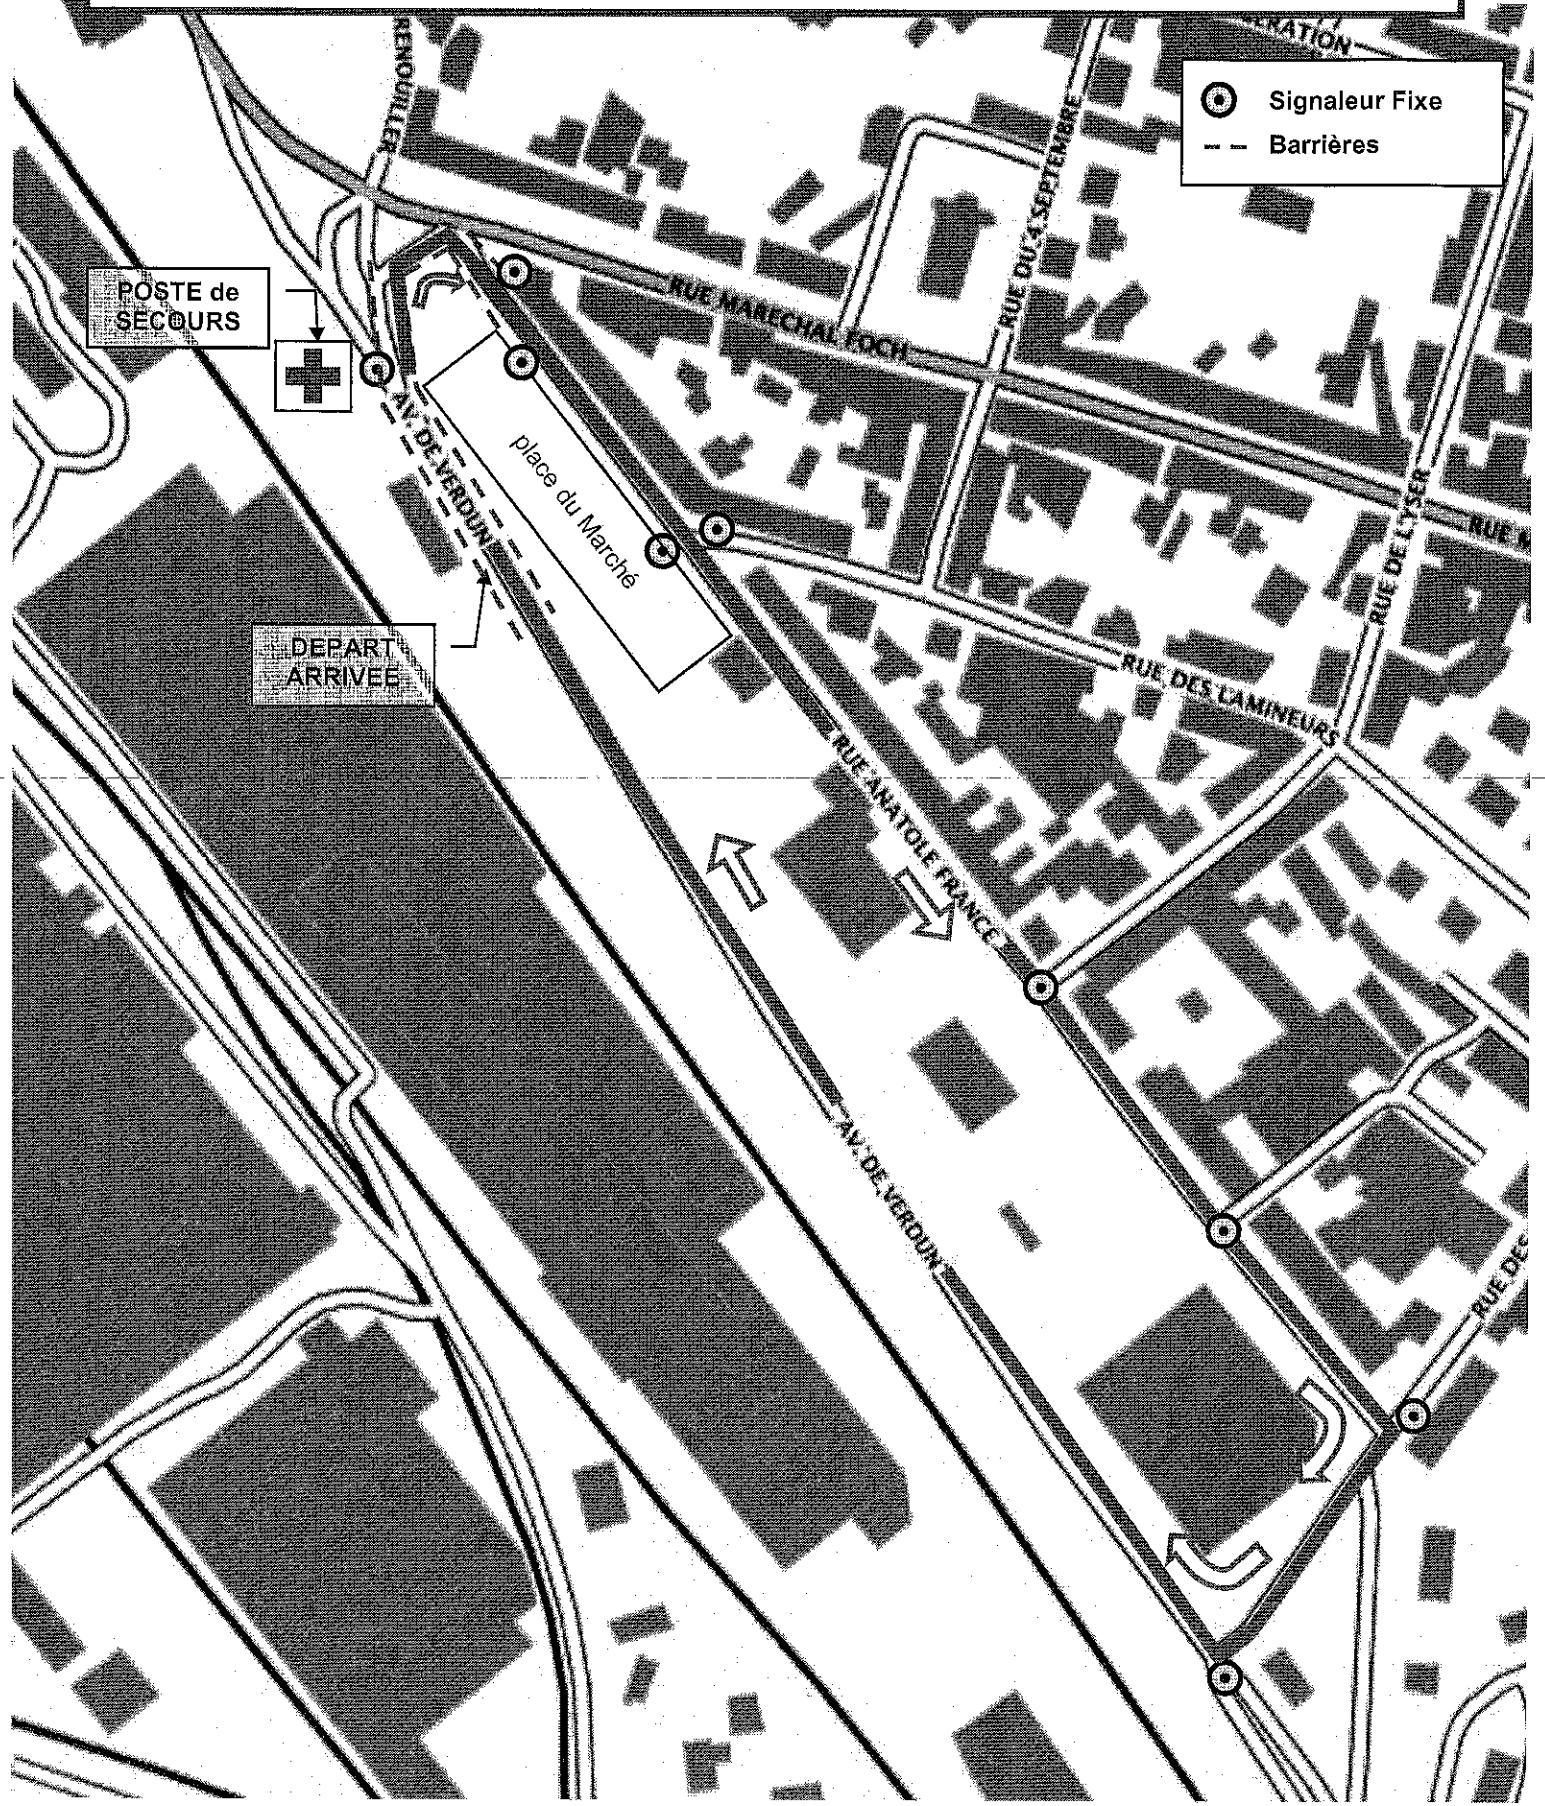 RENOUILLER
Signaleur Fixe
Barrières
RUE DU 4 SEPTEMBRE
POSTE de
SECOURS
RUE MARECHAL FOCH
AV. DE VERDUN
place du Marché
RUE DE L'YSER
RUE M
DEPART
ARRIVEE
RUE DES LAMINEURS
RUE ANATOLE FRANCE
AV. DE VERDUN
RUE DES